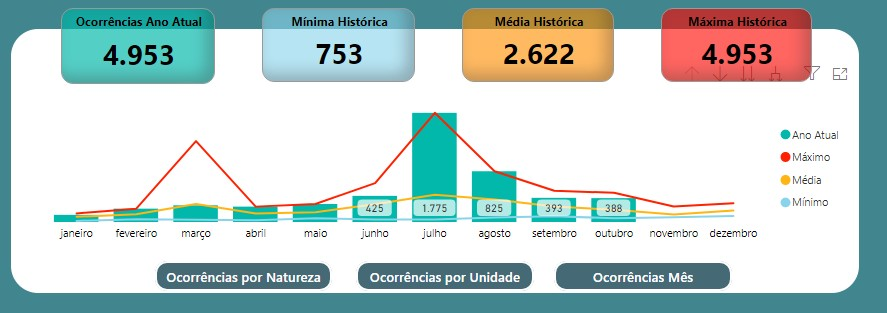 Ocorrências Ano Atual
4.953
Mínima Histórica
753
Média Histórica
2.622
Máxima Histórica
4.953
Ano Atual
Máximo
Média
Mínimo
425
1.775
825
393
388
janeiro
fevereiro
março
abril
maio
junho
julho
agosto
setembro
outubro
novembro
dezembro
Ocorrências por Natureza
Ocorrências por Unidade
Ocorrências Mês